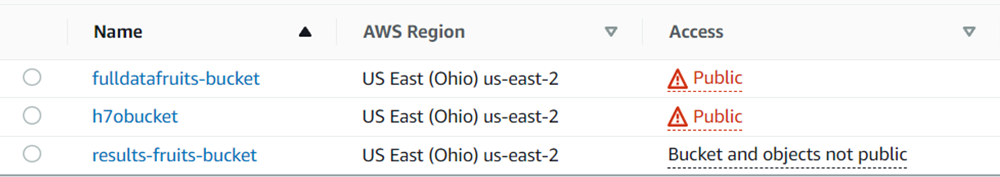 Name AWS Region Access
fulldatafruits-bucket US East (Ohio) us-east-2 Public
h7obucket US East (Ohio) us-east-2 Public
results-fruits-bucket US East (Ohio) us-east-2 Bucket and objects not public